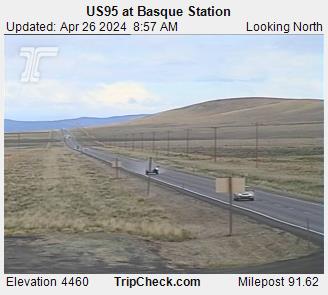 US95 at Basque Station
Updated: Apr 26 2024 8:57 AM Looking North
Elevation 4460 TripCheck.com Milepost 91.62